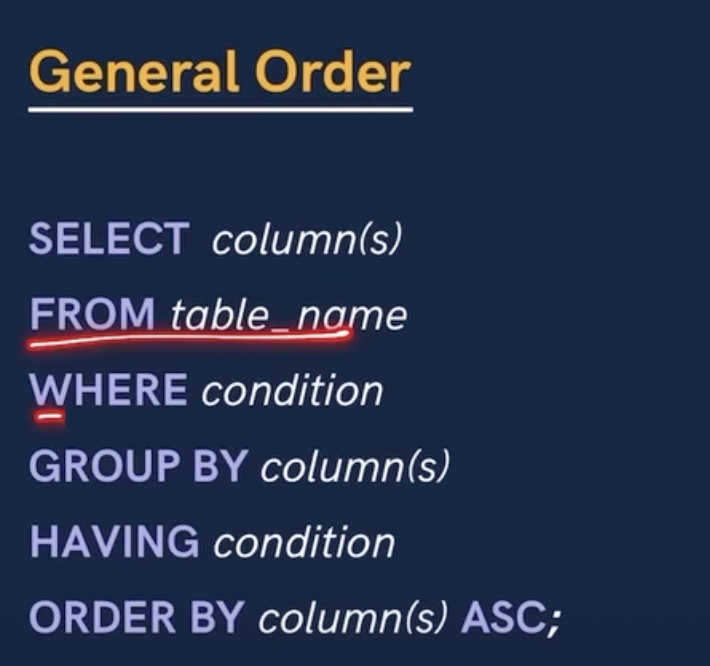 General Order
SELECT column(s)
FROM table_name
WHERE condition
GROUP BY column(s)
HAVING condition
ORDER BY column(s) ASC;